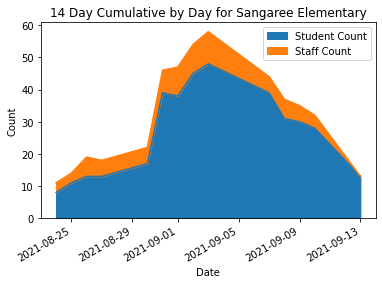 14 Day Cumulative by Day for Sangaree Elementary
Student Count
Staff Count
60
50
40
30
20
10
0
Count
2021-08-25
2021-08-29
2021-09-01
2021-09-05
2021-09-09
2021-09-13
Date